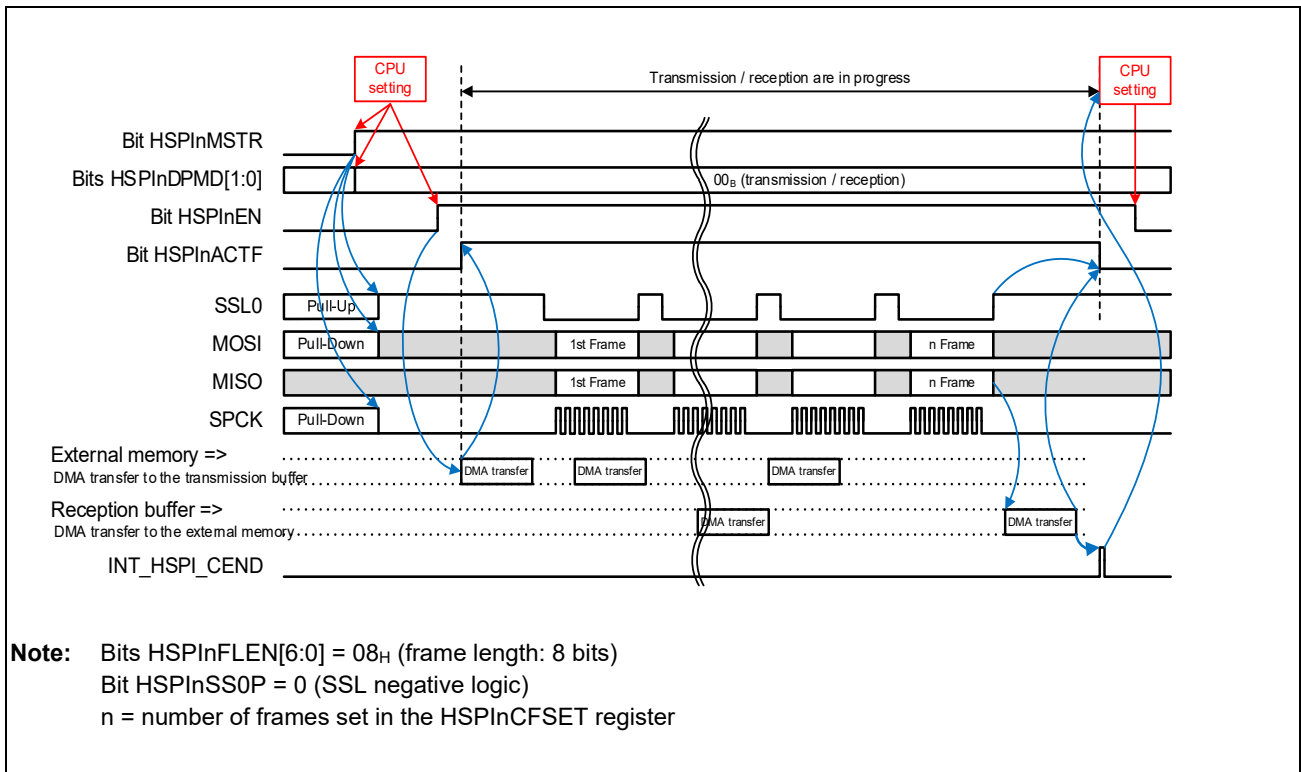 CPU
setting
Transmission / reception are in progress
CPU
setting
Bit HSPInMSTR
Bits HSPInDPMD[1:0]
00B (transmission / reception)
Bit HSPInEN
Bit HSPInACTF
SSL0
Pull-Up
MOSI
Pull-Down
1st Frame
n Frame
MISO
1st Frame
n Frame
SPCK
Pull-Down
External memory =>
DMA transfer to the transmission buffer
DMA transfer
DMA transfer
DMA transfer
Reception buffer =>
DMA transfer to the external memory
DMA transfer
DMA transfer
INT_HSPI_CEND
Note: Bits HSPInFLEN[6:0] = 08H (frame length: 8 bits)
Bit HSPInSS0P = 0 (SSL negative logic)
n = number of frames set in the HSPInCFSET register